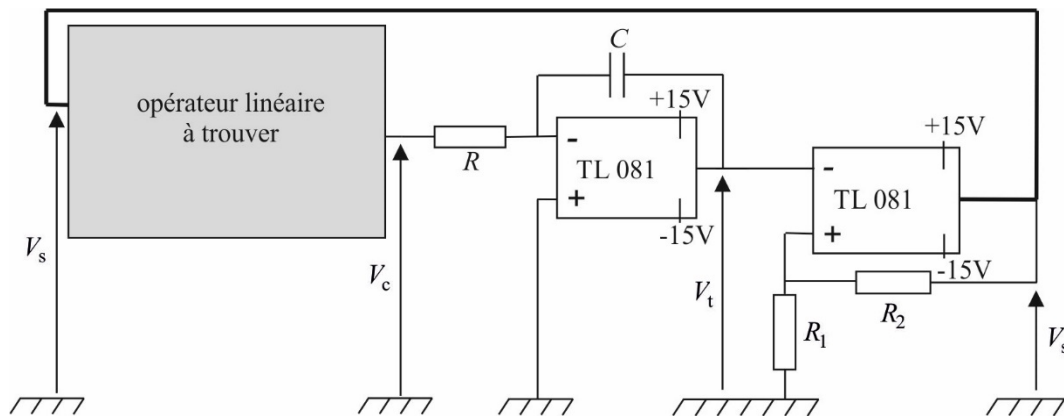 opérateur linéaire
à trouver
C
+15V
+15V
-
TL 081
+
-15V
-
TL 081
+
-15V
R
V_s
V_c
V_t
R_2
R_1
V_s